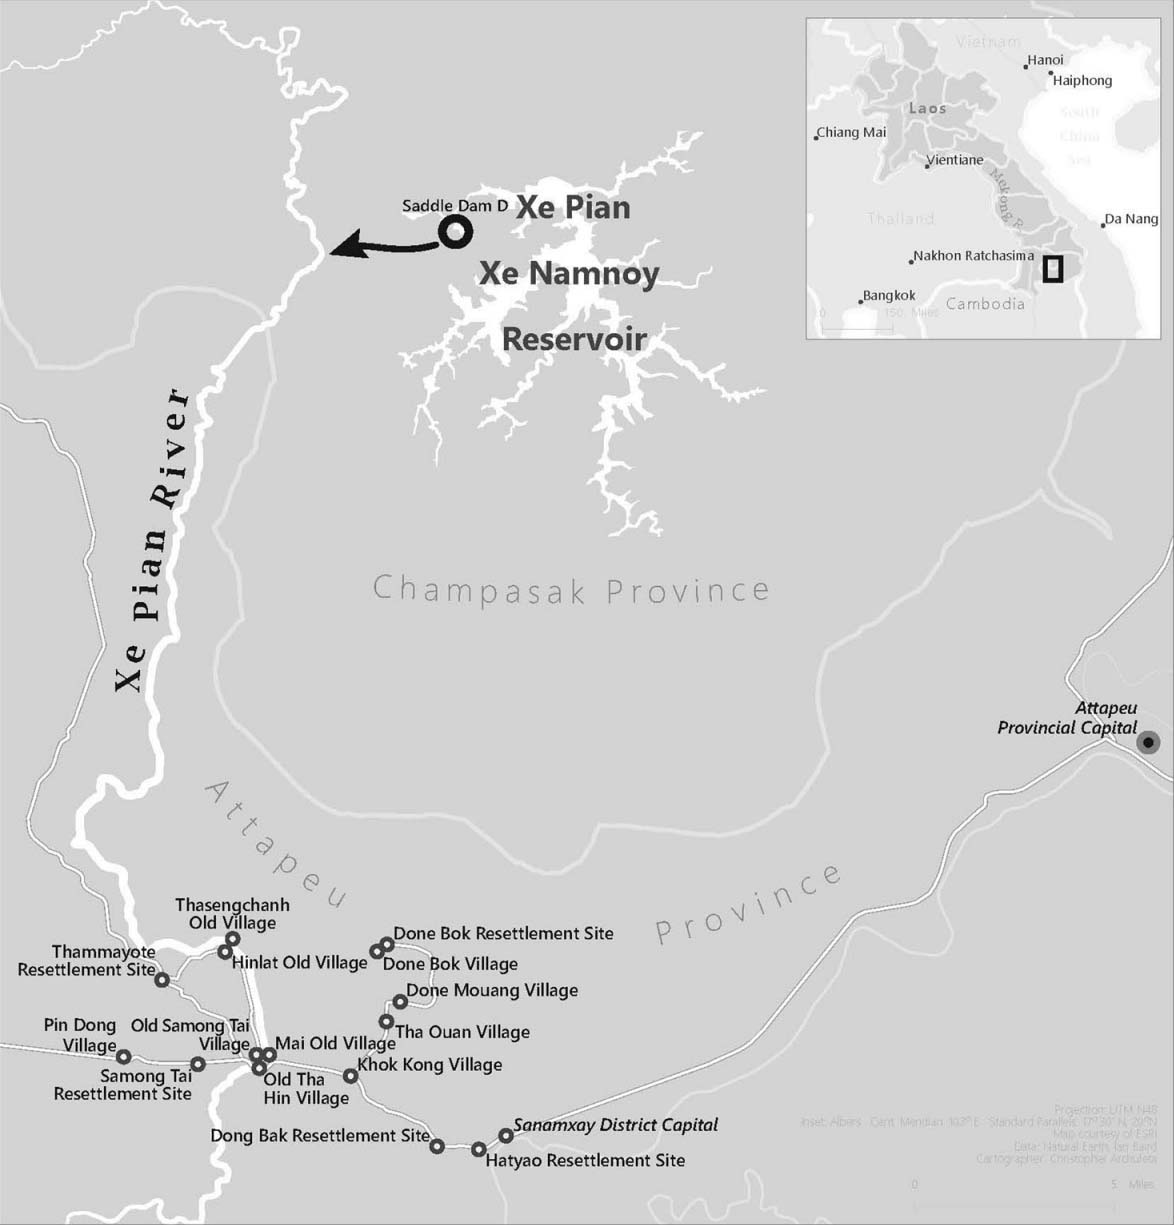 Vietnam
Hanoi
Haiphong
Laos
South
China
Sea
Chiang Mai
Vientiane
Mekong R.
Thailand
Da Nang
Nakhon Ratchasima
Bangkok
Cambodia
0 150 Miles
Saddle Dam D
Xe Pian
Xe Namnoy
Reservoir
Xe Pian River
Champasak Province
Attapeu
Provincial Capital
Attapeu
Province
Thasengchanh
Old Village
Thammayote
Resettlement Site
Hinlat Old Village
Done Bok Resettlement Site
Done Bok Village
Done Mouang Village
Tha Ouan Village
Pin Dong
Village
Old Samong Tai
Village
Mai Old Village
Khok Kong Village
Samong Tai
Resettlement Site
Old Tha
Hin Village
Dong Bak Resettlement Site
Sanamxay District Capital
Hatyao Resettlement Site
Projection: UTM N48
Inset: Albers Cent. Meridian 103° E Standard Parallels 17°30' N, 20°N
Map courtesy of ESRI
Data: Natural Earth, Ian Baird
Cartographer: Christopher Archuleta
0 5 Miles